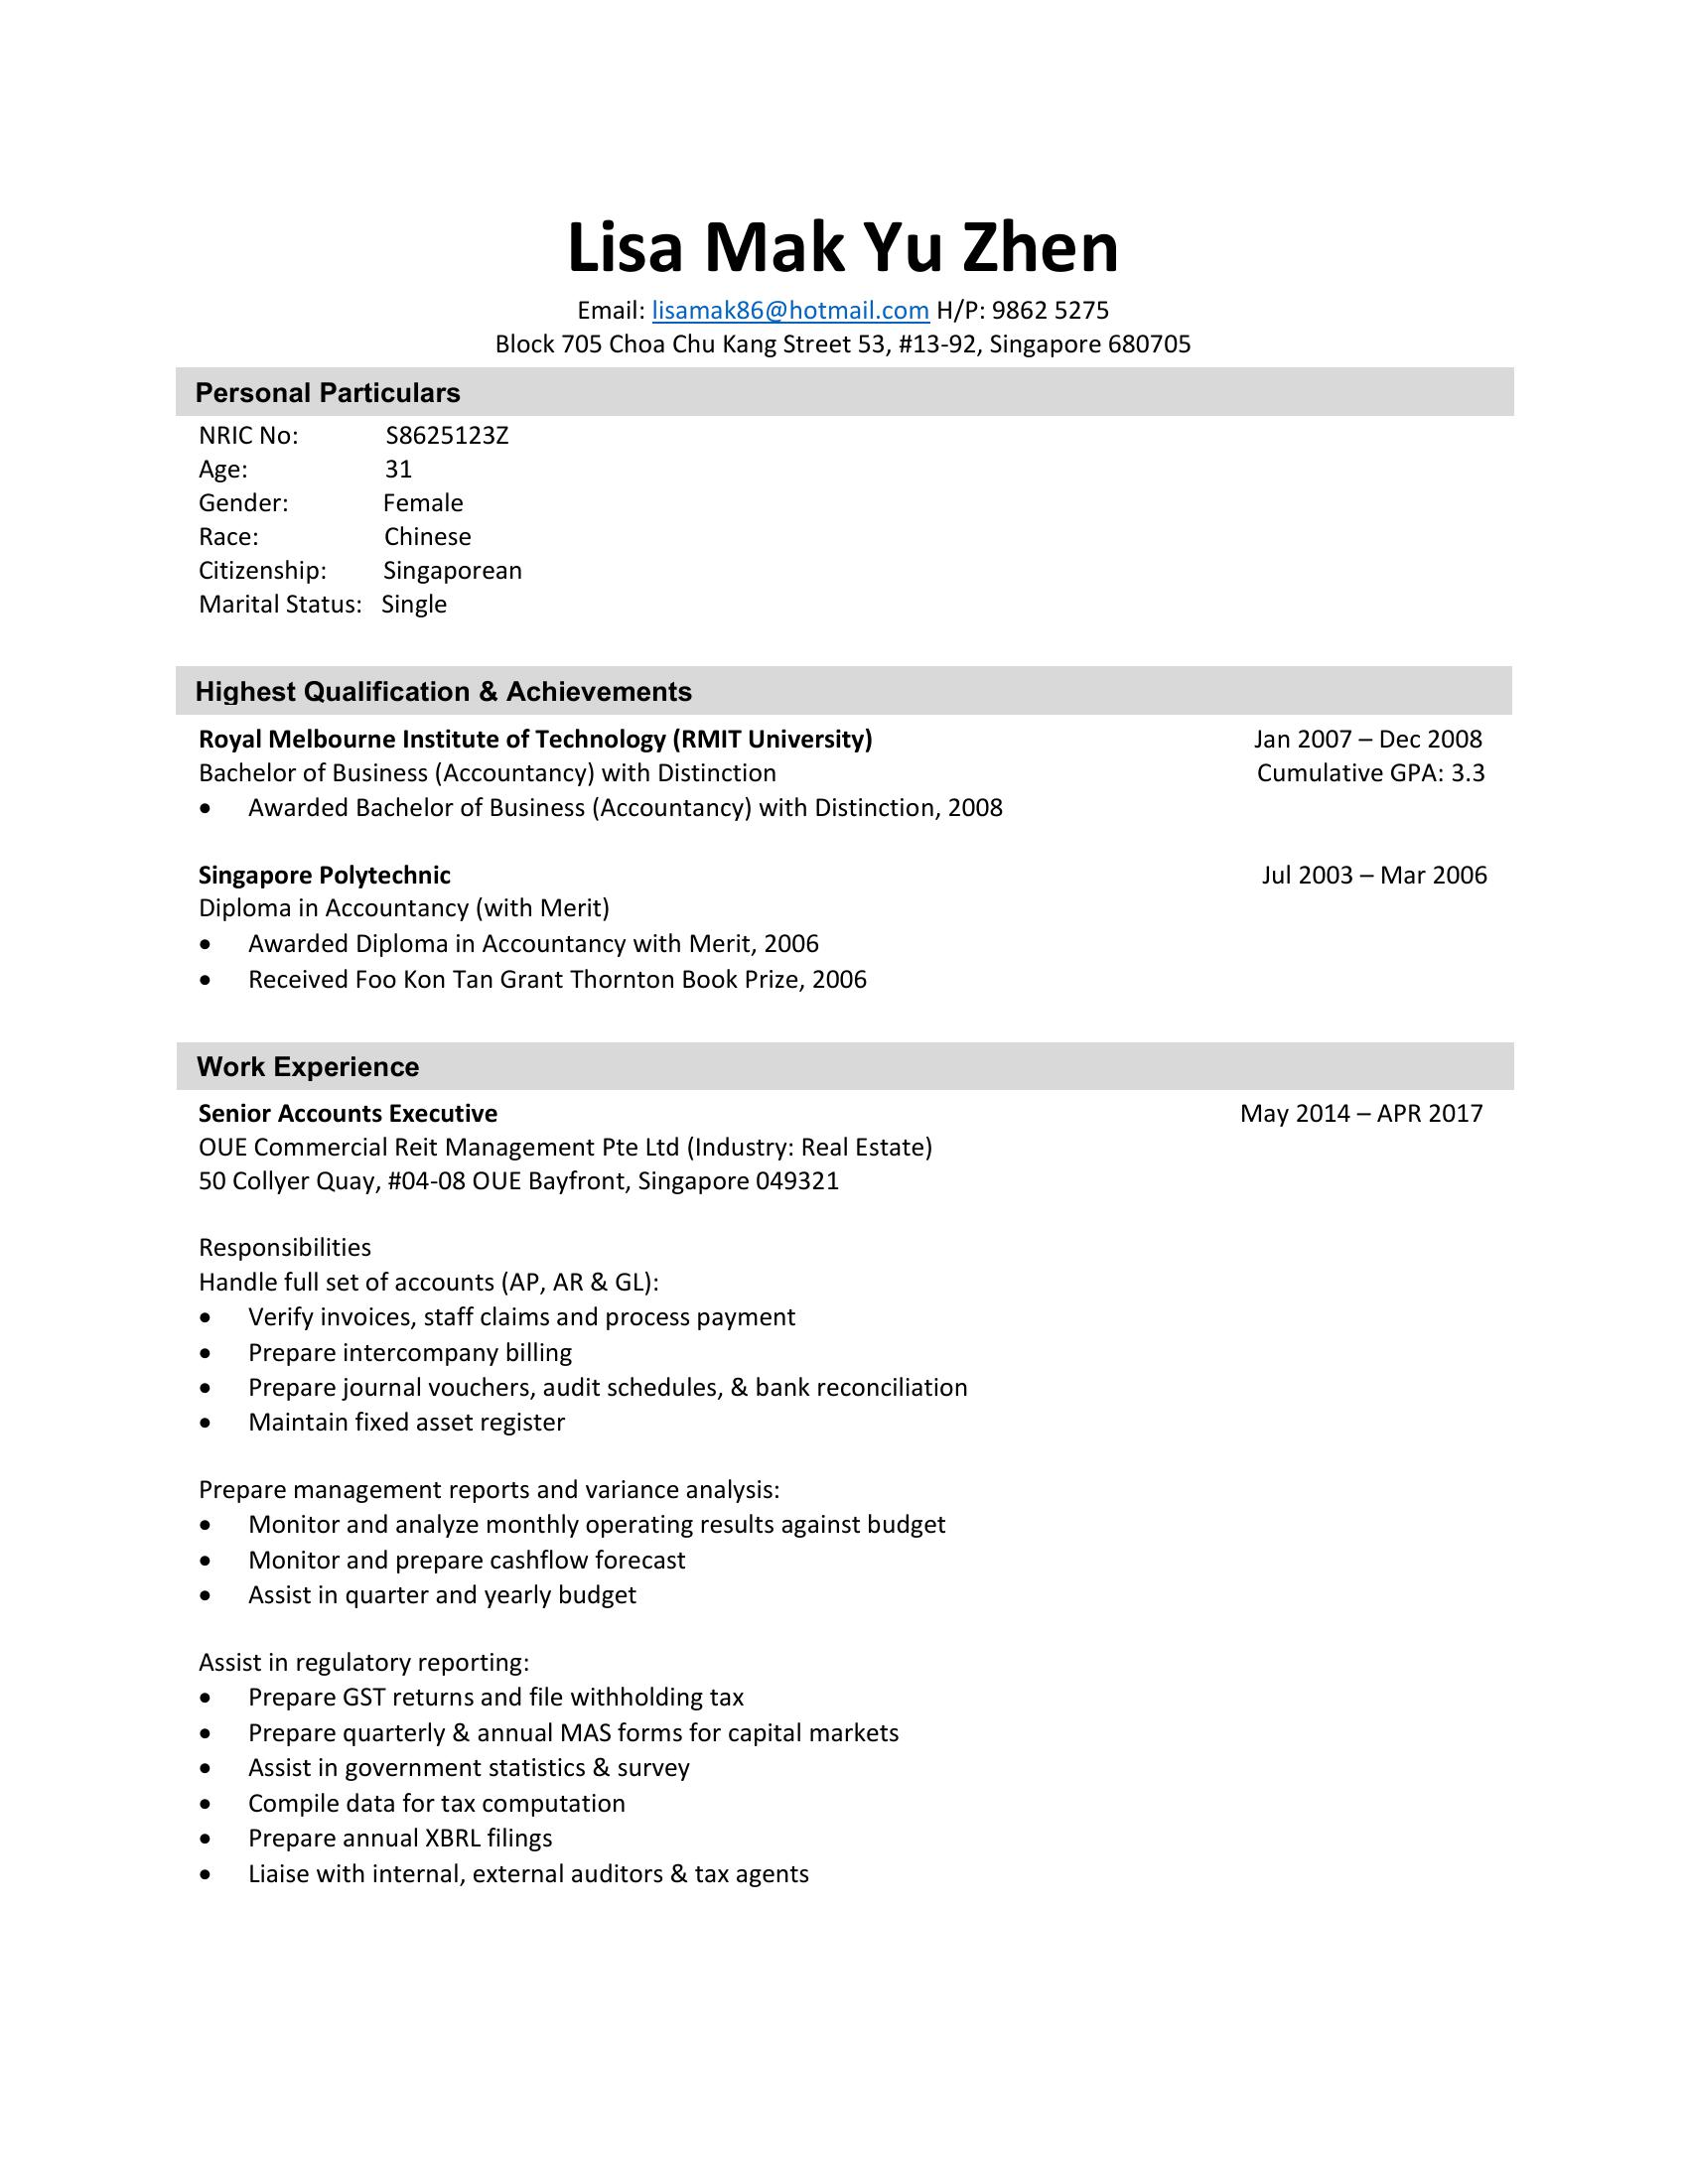 Lisa Mak Yu Zhen
Email: lisamak86@hotmail.com H/P: 9862 5275
Block 705 Choa Chu Kang Street 53, #13-92, Singapore 680705
Personal Particulars
NRIC No: S8625123Z
Age: 31
Gender: Female
Race: Chinese
Citizenship: Singaporean
Marital Status: Single
Highest Qualification & Achievements
Royal Melbourne Institute of Technology (RMIT University) Jan 2007 – Dec 2008
Bachelor of Business (Accountancy) with Distinction Cumulative GPA: 3.3
• Awarded Bachelor of Business (Accountancy) with Distinction, 2008
Singapore Polytechnic Jul 2003 – Mar 2006
Diploma in Accountancy (with Merit)
• Awarded Diploma in Accountancy with Merit, 2006
• Received Foo Kon Tan Grant Thornton Book Prize, 2006
Work Experience
Senior Accounts Executive May 2014 – APR 2017
OUE Commercial Reit Management Pte Ltd (Industry: Real Estate)
50 Collyer Quay, #04-08 OUE Bayfront, Singapore 049321
Responsibilities
Handle full set of accounts (AP, AR & GL):
• Verify invoices, staff claims and process payment
• Prepare intercompany billing
• Prepare journal vouchers, audit schedules, & bank reconciliation
• Maintain fixed asset register
Prepare management reports and variance analysis:
• Monitor and analyze monthly operating results against budget
• Monitor and prepare cashflow forecast
• Assist in quarter and yearly budget
Assist in regulatory reporting:
• Prepare GST returns and file withholding tax
• Prepare quarterly & annual MAS forms for capital markets
• Assist in government statistics & survey
• Compile data for tax computation
• Prepare annual XBRL filings
• Liaise with internal, external auditors & tax agents